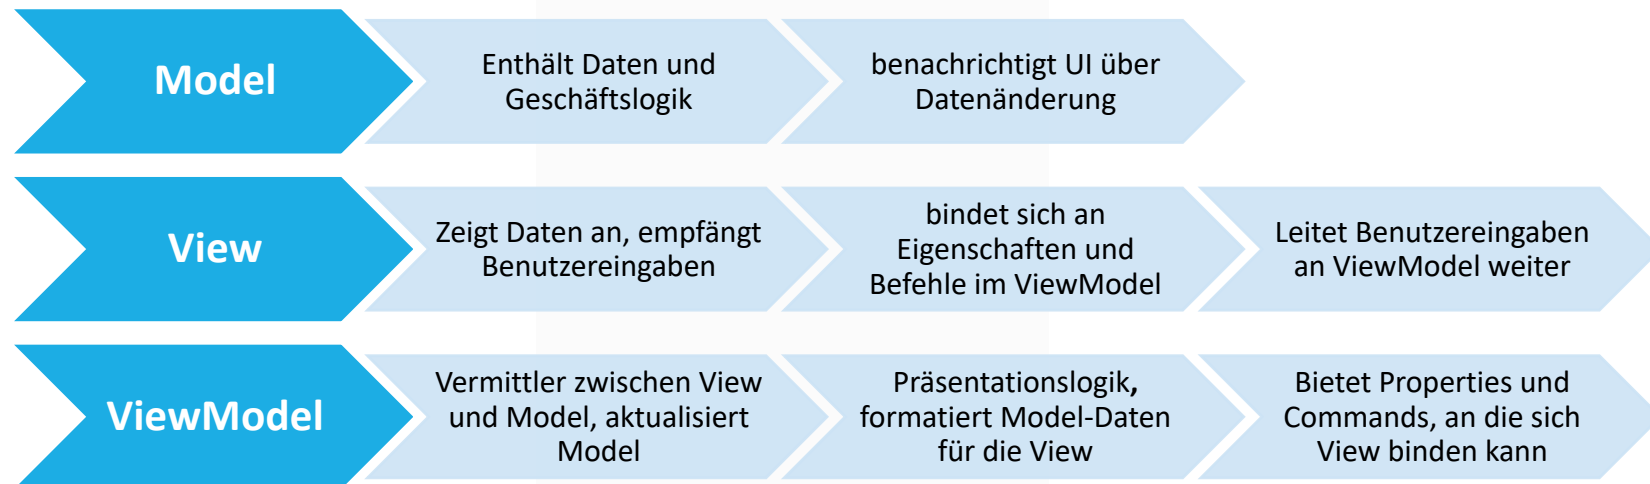 Model
Enthält Daten und
Geschäftslogik
benachrichtigt UI über
Datenänderung
View
Zeigt Daten an, empfängt
Benutzereingaben
bindet sich an
Eigenschaften und
Befehle im ViewModel
Leitet Benutzereingaben
an ViewModel weiter
ViewModel
Vermittler zwischen View
und Model, aktualisiert
Model
Präsentationslogik,
formatiert Model-Daten
für die View
Bietet Properties und
Commands, an die sich
View binden kann